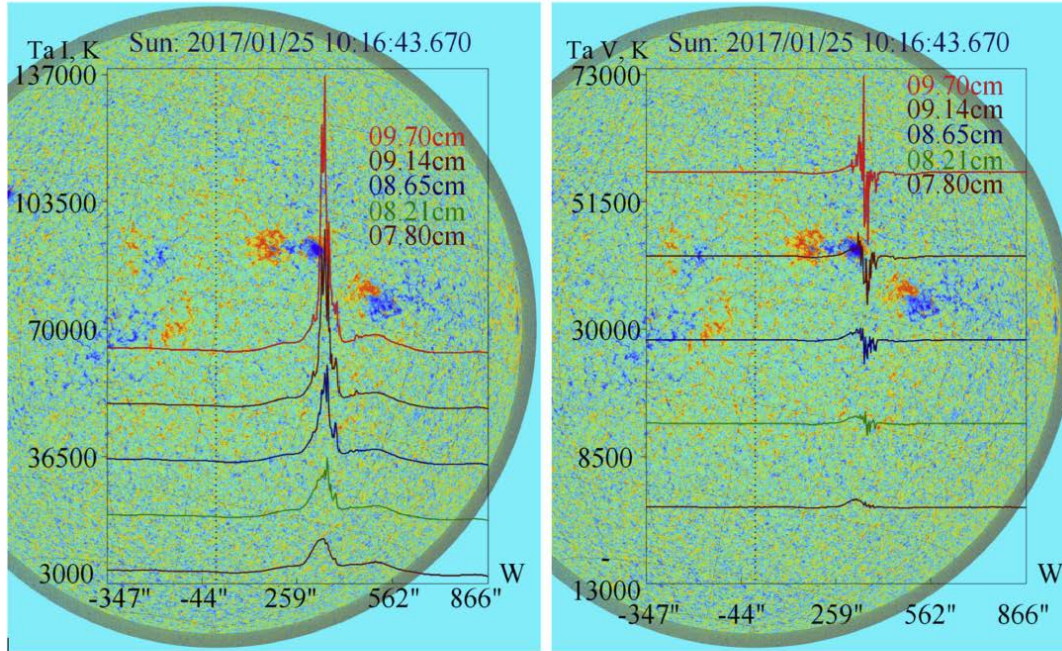 Ta I, K
Sun: 2017/01/25 10:16:43.670
137000
09.70cm
09.14cm
08.65cm
08.21cm
07.80cm
103500
70000
36500
3000
W
-347"
-44"
259"
562"
866"
Ta V, K
Sun: 2017/01/25 10:16:43.670
73000
09.70cm
09.14cm
08.65cm
08.21cm
07.80cm
51500
30000
8500
-
13000
W
-347"
-44"
259"
562"
866"